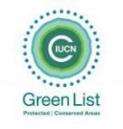 IUCN
Green List
Protected | Conserved Areas